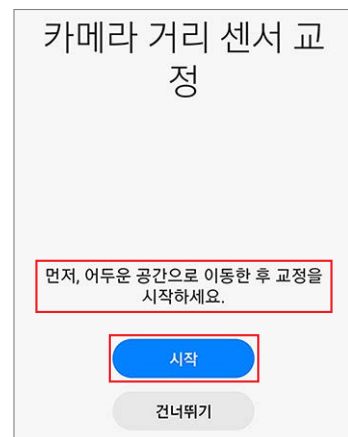 카메라 거리 센서 교
정
먼저, 어두운 공간으로 이동한 후 교정을
시작하세요.
시작
건너뛰기